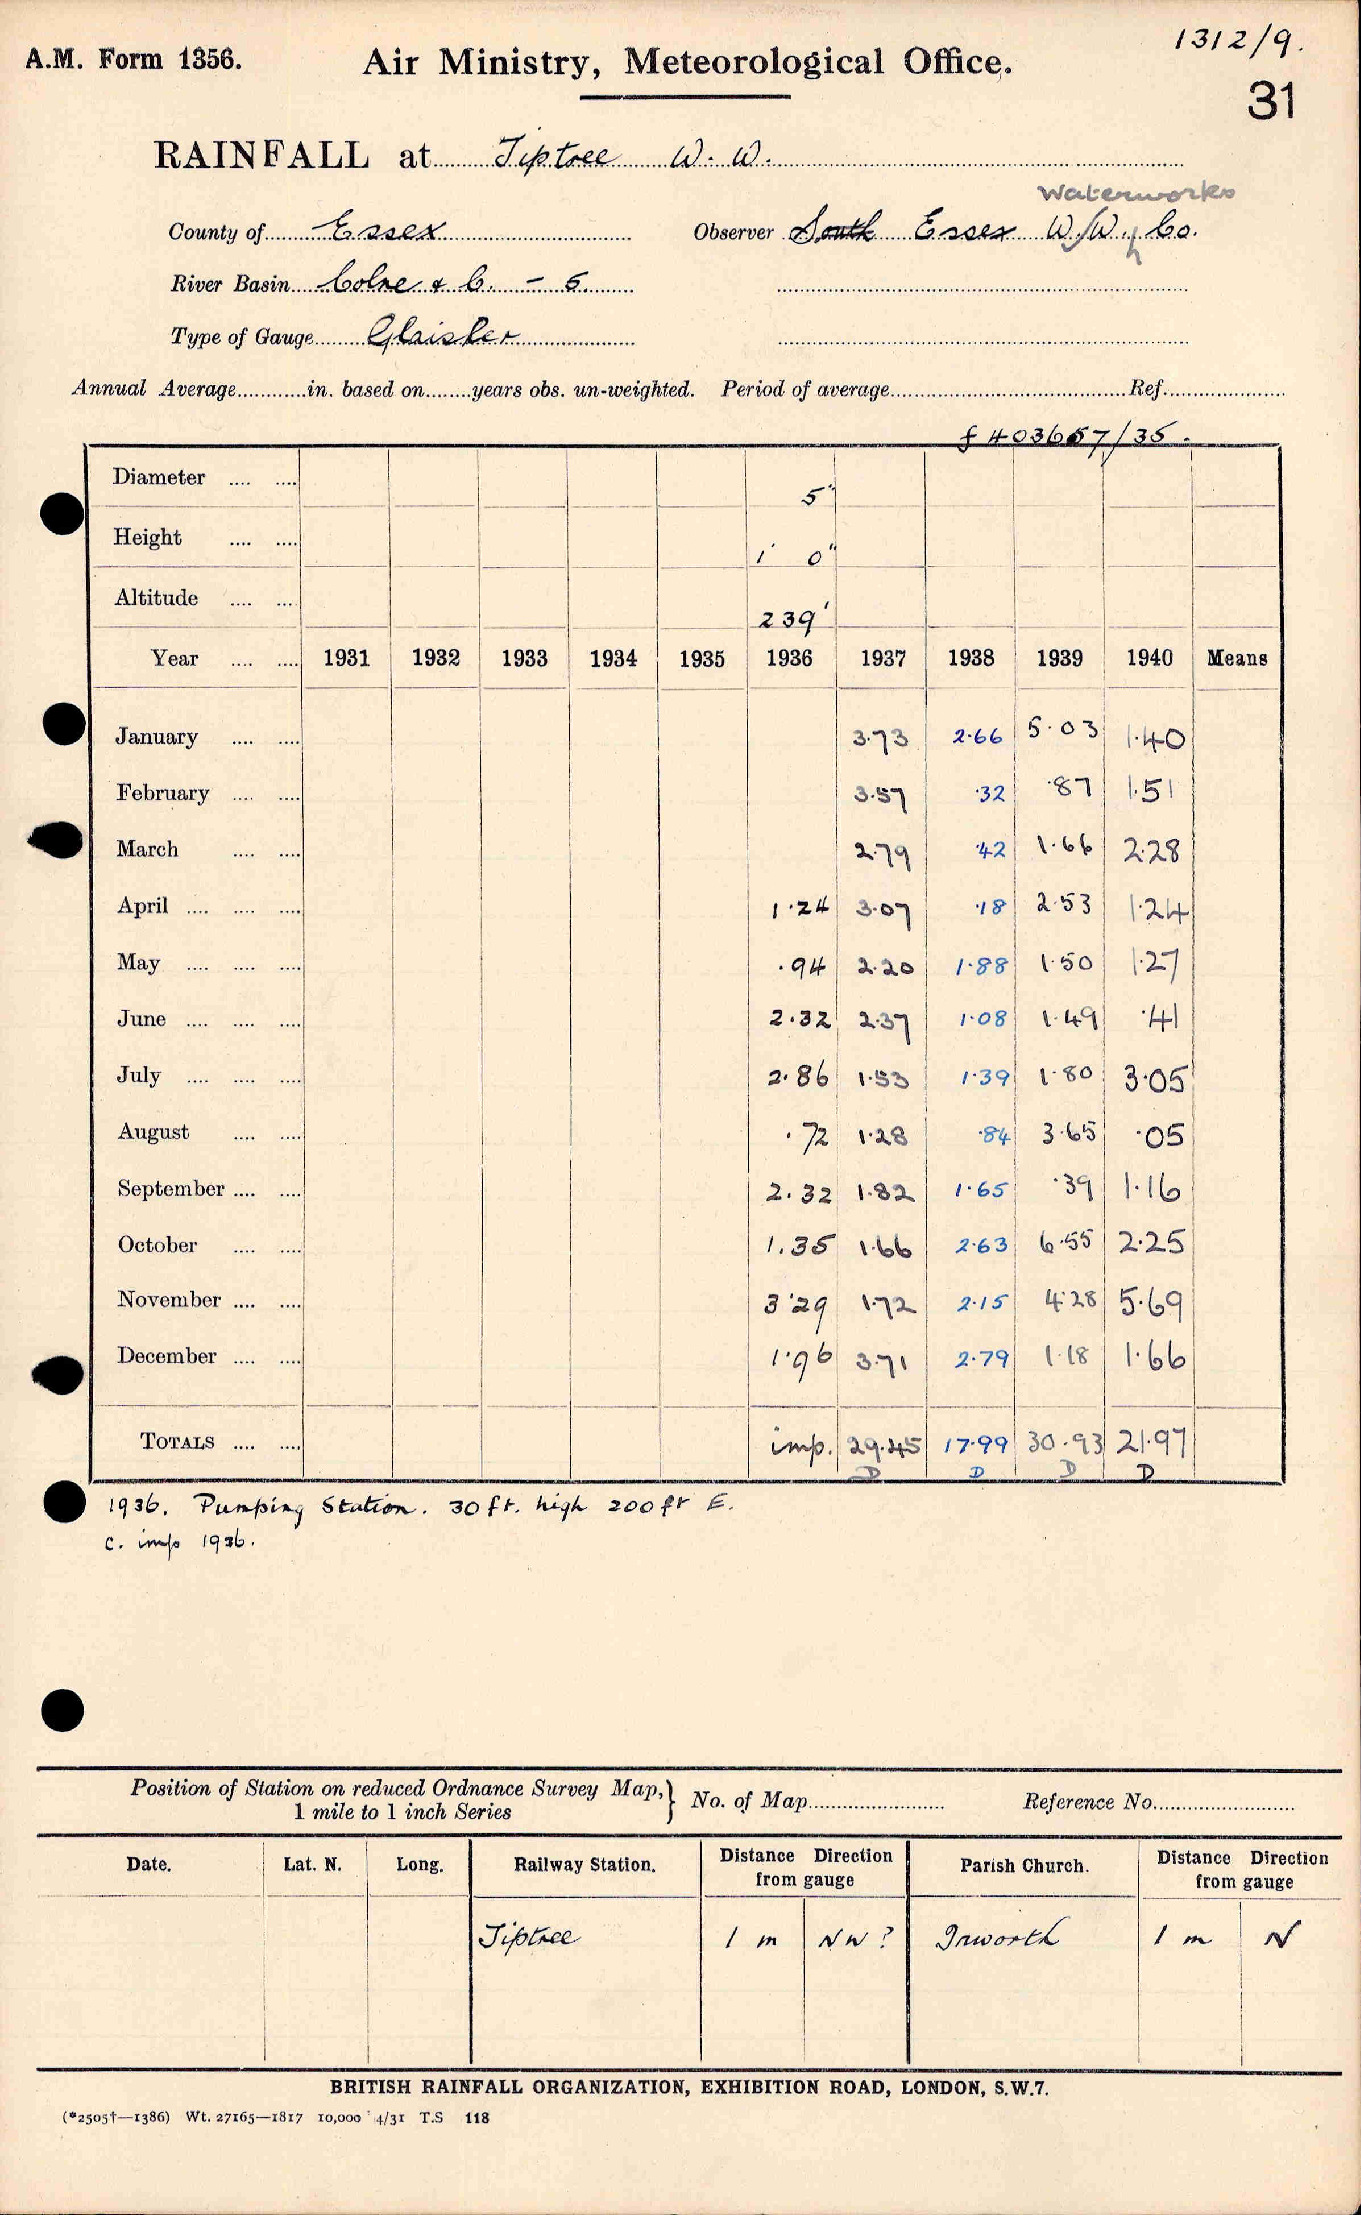 1312/9.
A.M. Form 1356. Air Ministry, Meteorological Office.
31
RAINFALL at Tiptree W. W.
Waterworks
County of Essex Observer South Essex W. W. Co.
River Basin Colne & C. - 5
Type of Gauge Glaisher
Annual Average in. based on years obs. un-weighted. Period of average Ref.
f 403657/35.
Diameter 5"
Height 1' 0"
Altitude 239'
Year 1931 1932 1933 1934 1935 1936 1937 1938 1939 1940 Means
January 3.73 2.66 5.03 1.40
February 3.57 .32 .87 1.51
March 2.79 .42 1.66 2.28
April 1.24 3.07 .18 2.53 1.24
May .94 2.20 1.88 1.50 1.27
June 2.32 2.37 1.08 1.49 .41
July 2.86 1.53 1.39 1.80 3.05
August .72 1.28 .84 3.65 .05
September 2.32 1.82 1.65 .39 1.16
October 1.35 1.66 2.63 6.55 2.25
November 3.29 1.72 2.15 4.28 5.69
December 1.96 3.71 2.79 1.18 1.66
TOTALS imp. 29.45 17.99 30.93 21.97
D D D D
1936. Pumping Station. 30ft. high 200ft E.
c. imp 1936.
Position of Station on reduced Ordnance Survey Map, } No. of Map Reference No.
1 mile to 1 inch Series
Date. Lat. N. Long. Railway Station. Distance Direction from gauge Parish Church. Distance Direction from gauge
Tiptree 1 m NW? Inworth 1 m N
BRITISH RAINFALL ORGANIZATION, EXHIBITION ROAD, LONDON, S.W.7.
(*2505†—1386) Wt. 27165—1817 10,000 4/31 T.S 118